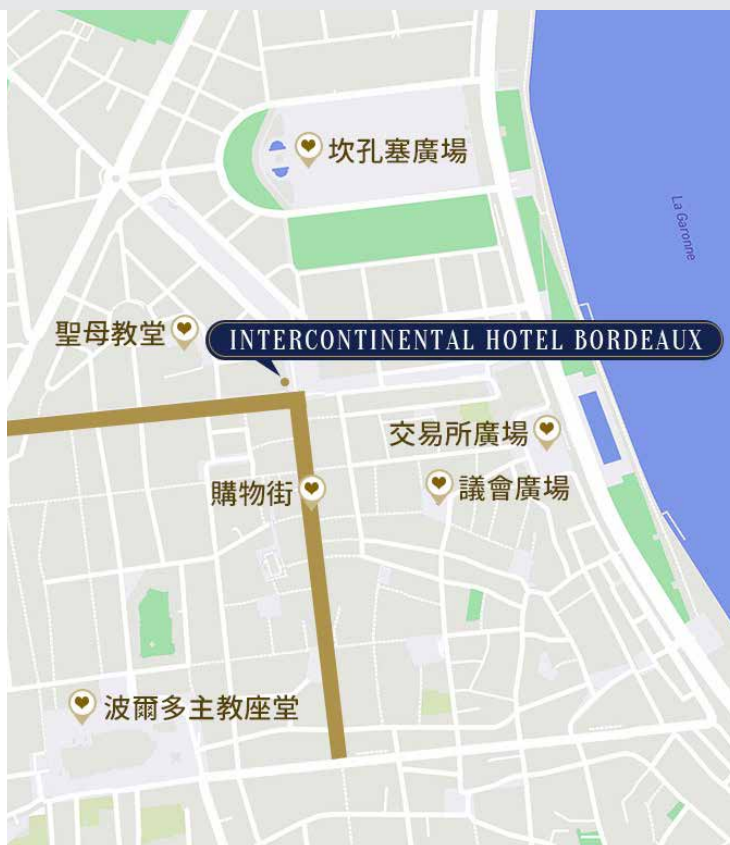 坎孔塞廣場
La Garonne
聖母教堂
INTERCONTINENTAL HOTEL BORDEAUX
交易所廣場
購物街
議會廣場
波爾多主教座堂